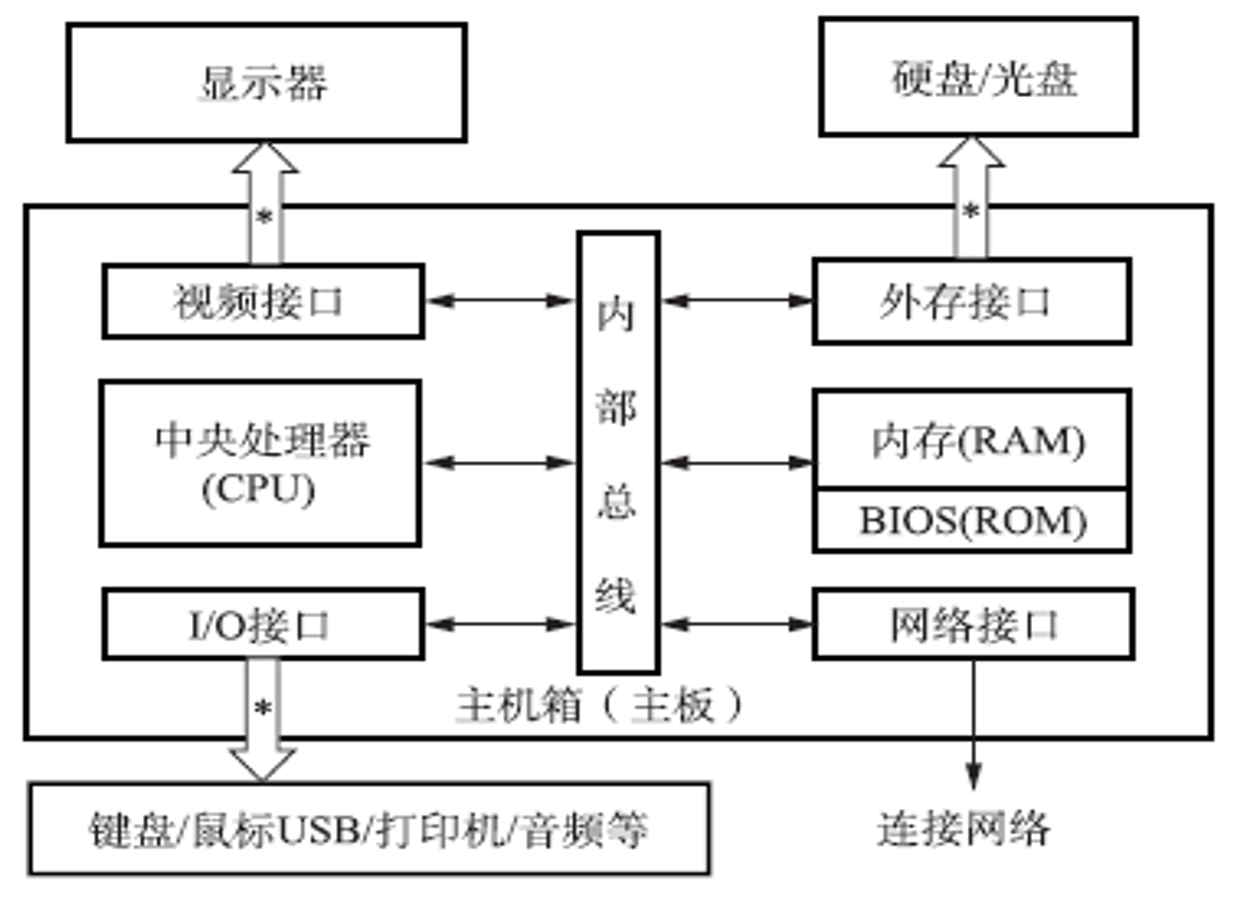 显示器
硬盘/光盘
*
*
视频接口
内部总线
外存接口
中央处理器
(CPU)
内存(RAM)
BIOS(ROM)
I/O接口
网络接口
*
主机箱（主板）
键盘/鼠标USB/打印机/音频等
连接网络